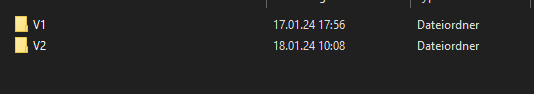 V1 17.01.24 17:56 Dateiordner
V2 18.01.24 10:08 Dateiordner